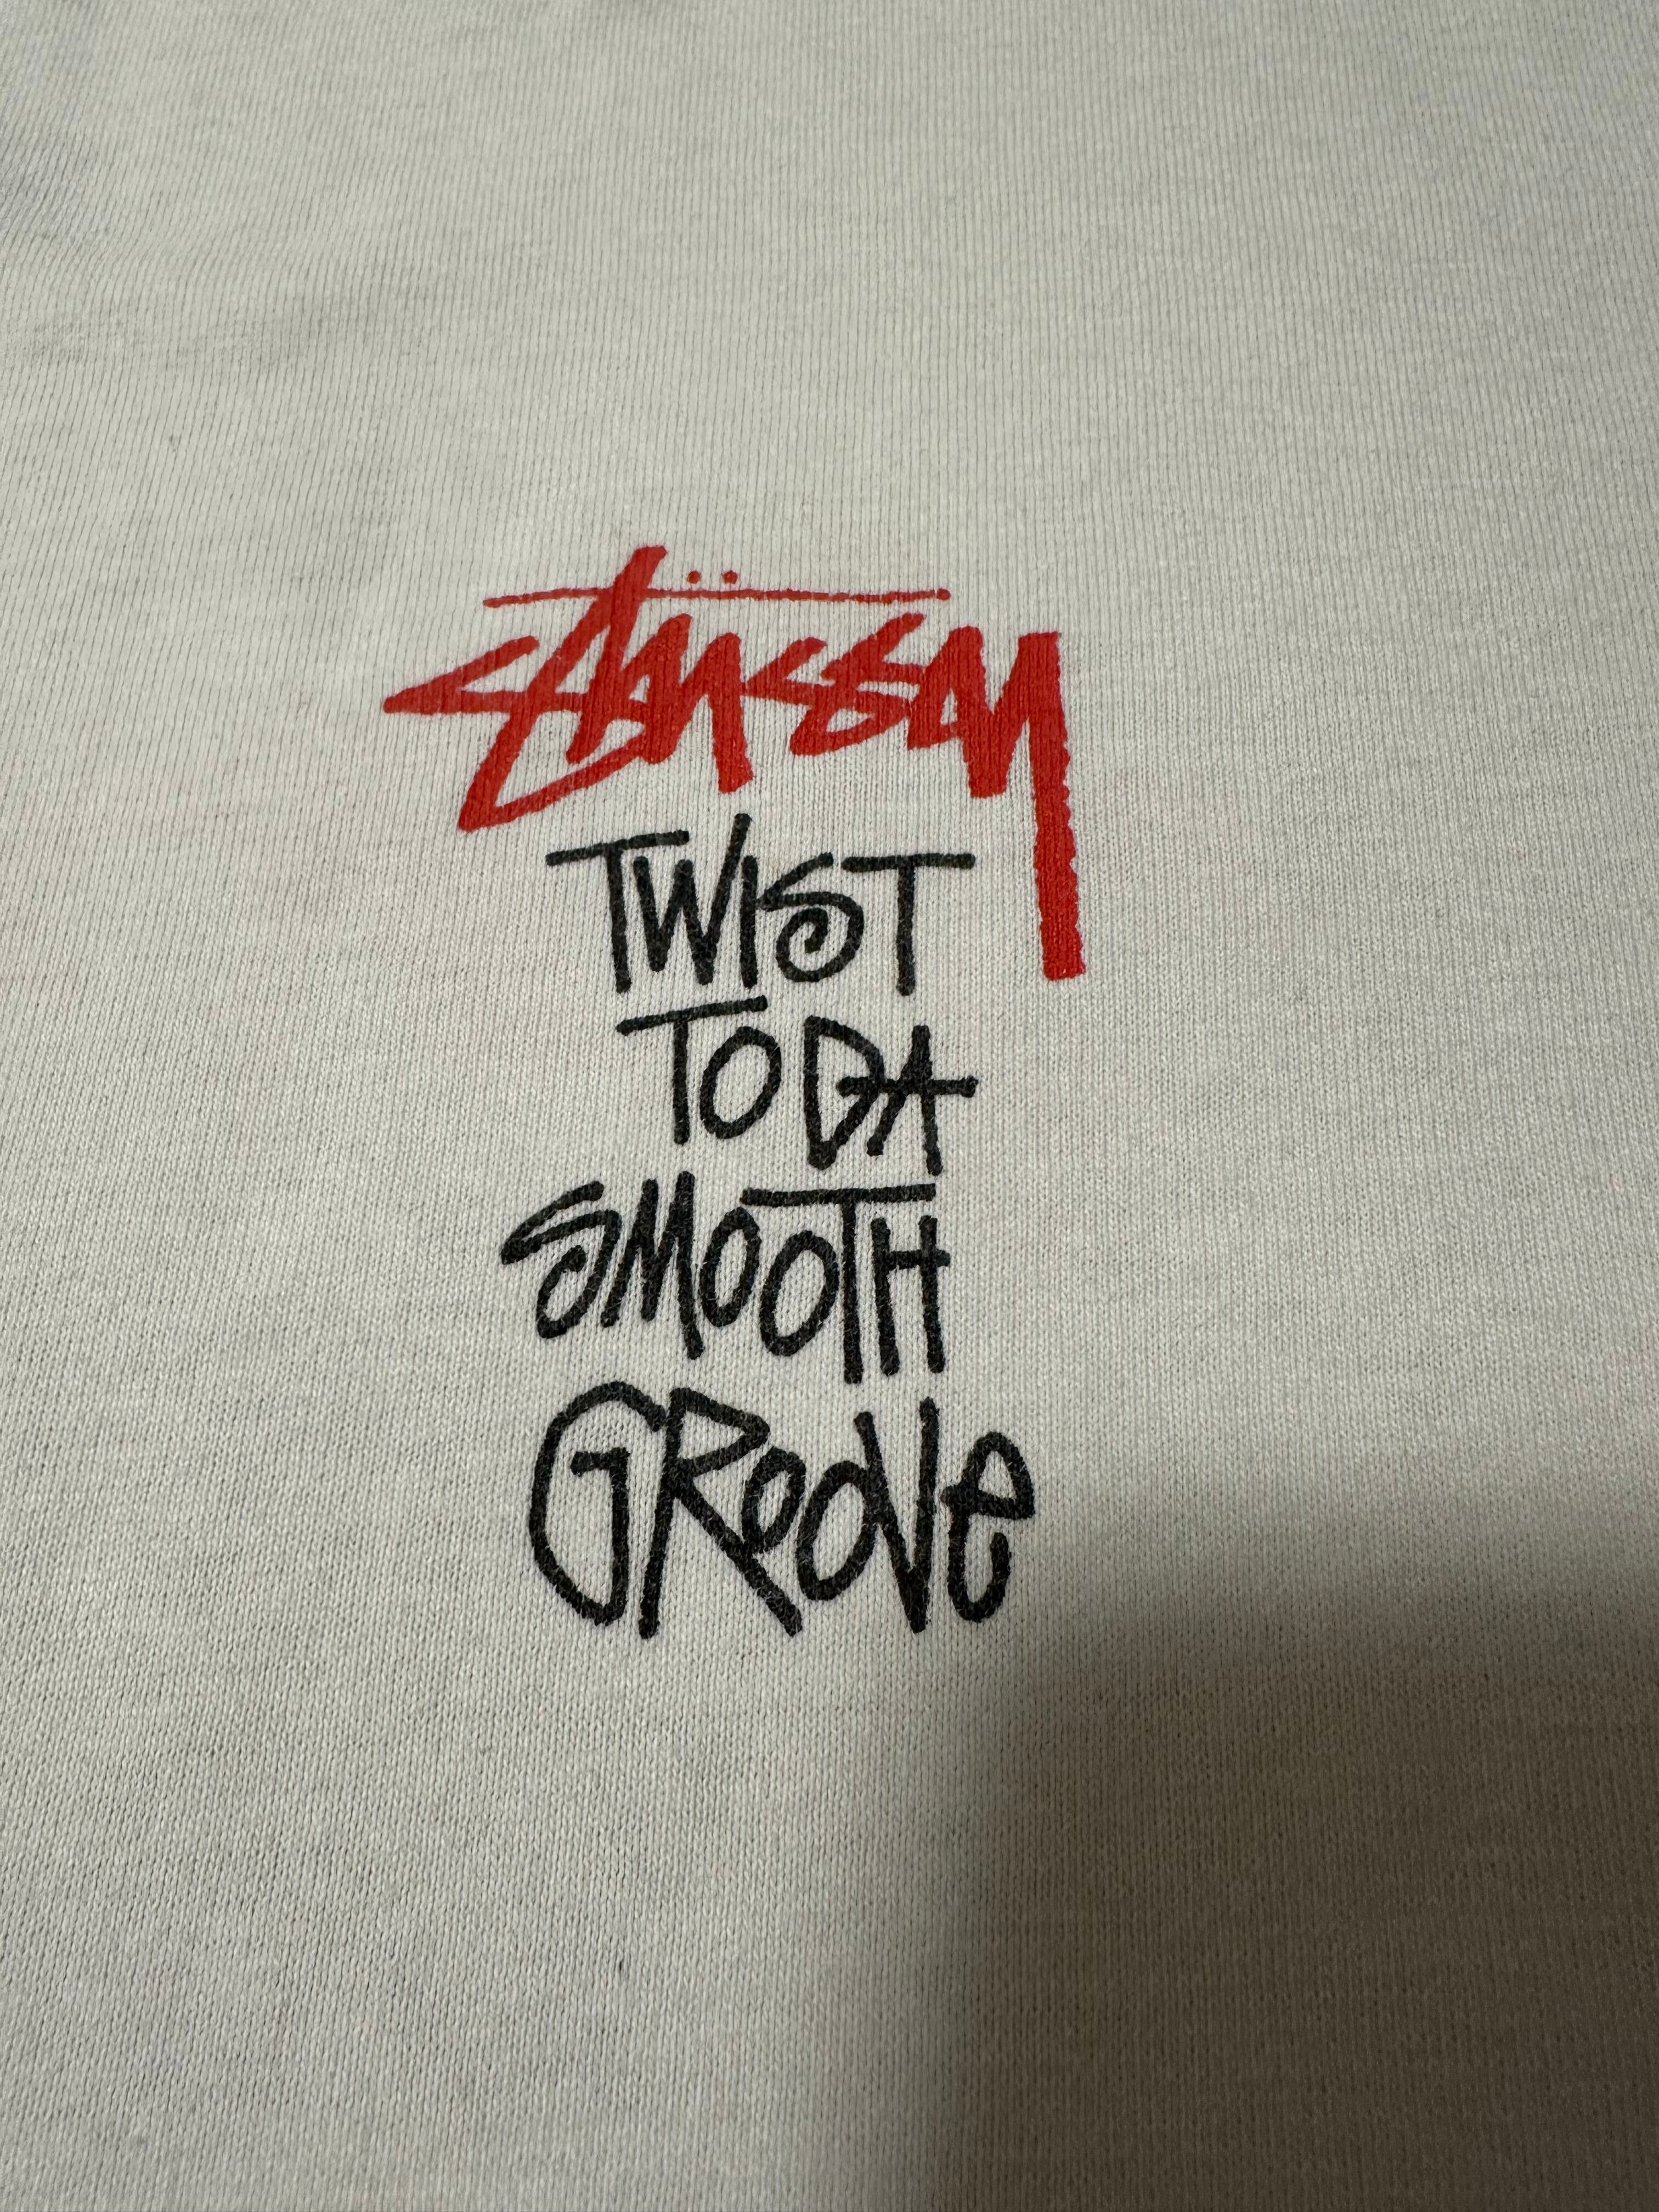 Stüssy
TWIST
TO DA
SMOOTH
GROOVe